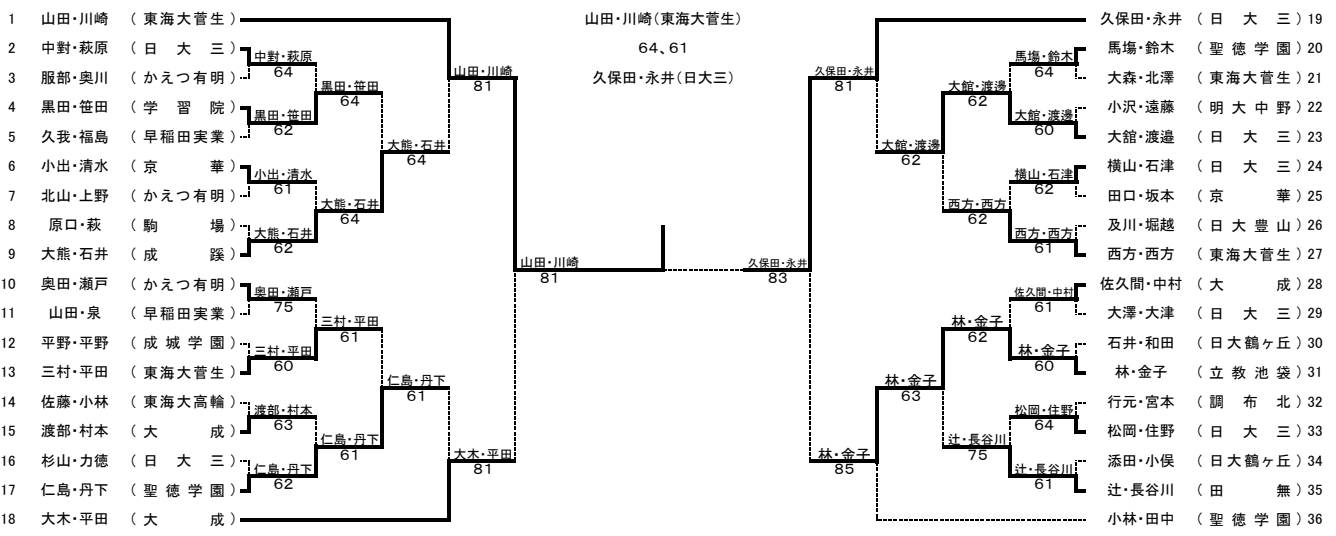 山田・川崎(東海大菅生)
64、61
久保田・永井(日大三)
1 山田・川崎 (東海大菅生)
2 中對・萩原 (日大三)
3 服部・奥川 (かえつ有明)
4 黒田・笹田 (学習院)
5 久我・福島 (早稲田実業)
6 小出・清水 (京華)
7 北山・上野 (かえつ有明)
8 原口・萩 (駒場)
9 大熊・石井 (成蹊)
10 奥田・瀬戸 (かえつ有明)
11 山田・泉 (早稲田実業)
12 平野・平野 (成城学園)
13 三村・平田 (東海大菅生)
14 佐藤・小林 (東海大高輪)
15 渡部・村本 (大成)
16 杉山・力德 (日大三)
17 仁島・丹下 (聖徳学園)
18 大木・平田 (大成)
中對・萩原
64
黒田・笹田
62
小出・清水
61
大熊・石井
62
奥田・瀬戸
75
三村・平田
60
渡部・村本
63
仁島・丹下
62
黒田・笹田
64
大熊・石井
64
三村・平田
61
仁島・丹下
61
大熊・石井
64
仁島・丹下
61
山田・川崎
81
大木・平田
81
山田・川崎
81
久保田・永井
83
久保田・永井
81
林・金子
85
大館・渡邉
62
林・金子
63
大館・渡邉
62
西方・西方
62
林・金子
62
辻・長谷川
75
馬塲・鈴木
64
大館・渡邉
60
横山・石津
62
西方・西方
61
佐久間・中村
61
林・金子
60
松岡・住野
64
辻・長谷川
61
久保田・永井 (日大三) 19
馬塲・鈴木 (聖徳学園) 20
大森・北澤 (東海大菅生) 21
小沢・遠藤 (明大中野) 22
大舘・渡邉 (日大三) 23
横山・石津 (日大三) 24
田口・坂本 (京華) 25
及川・堀越 (日大豊山) 26
西方・西方 (東海大菅生) 27
佐久間・中村 (大成) 28
大澤・大津 (日大三) 29
石井・和田 (日大鶴ヶ丘) 30
林・金子 (立教池袋) 31
行元・宮本 (調布北) 32
松岡・住野 (日大三) 33
添田・小俣 (日大鶴ヶ丘) 34
辻・長谷川 (田無) 35
小林・田中 (聖徳学園) 36